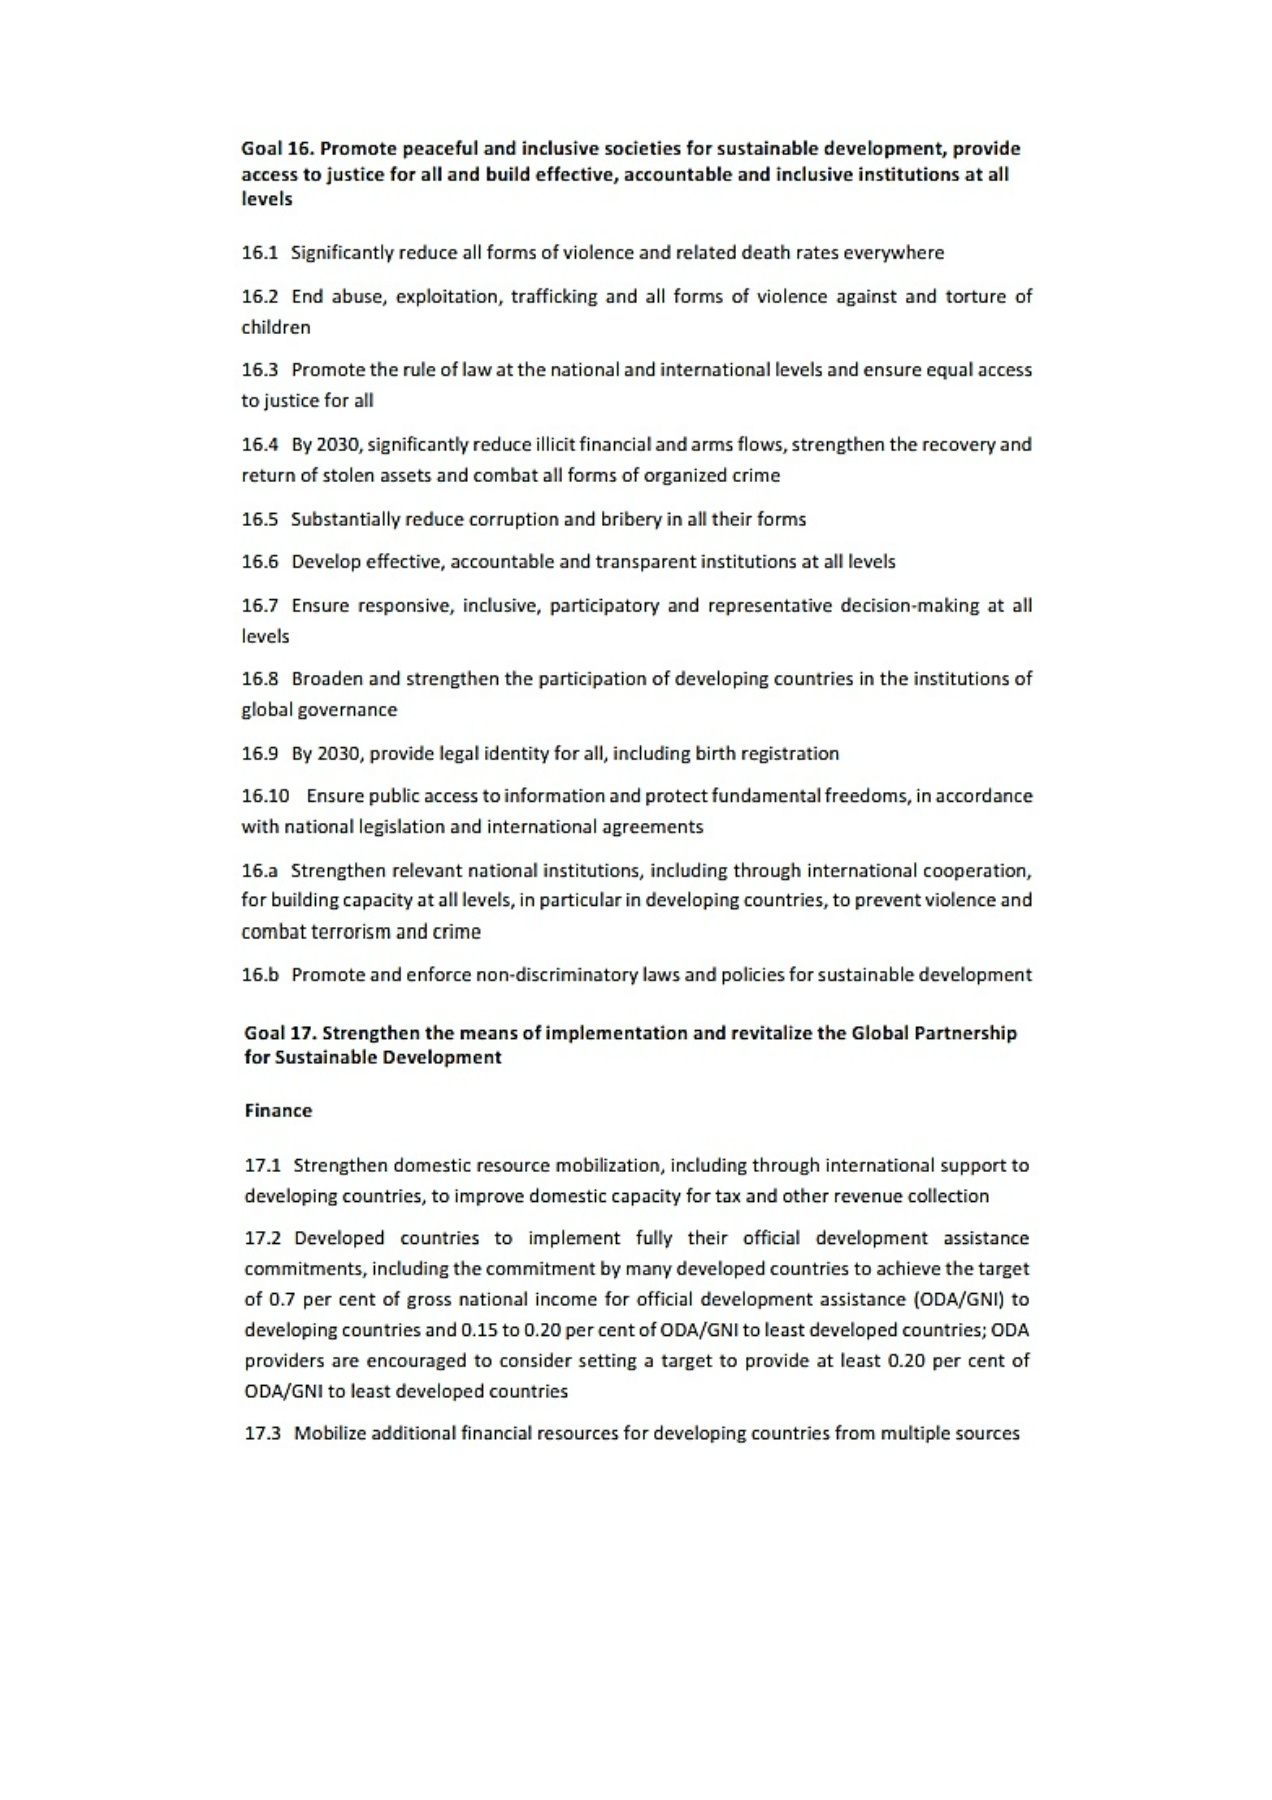 Goal 16. Promote peaceful and inclusive societies for sustainable development, provide
access to justice for all and build effective, accountable and inclusive institutions at all
levels
16.1 Significantly reduce all forms of violence and related death rates everywhere
16.2 End abuse, exploitation, trafficking and all forms of violence against and torture of
children
16.3 Promote the rule of law at the national and international levels and ensure equal access
to justice for all
16.4 By 2030, significantly reduce illicit financial and arms flows, strengthen the recovery and
return of stolen assets and combat all forms of organized crime
16.5 Substantially reduce corruption and bribery in all their forms
16.6 Develop effective, accountable and transparent institutions at all levels
16.7 Ensure responsive, inclusive, participatory and representative decision-making at all
levels
16.8 Broaden and strengthen the participation of developing countries in the institutions of
global governance
16.9 By 2030, provide legal identity for all, including birth registration
16.10 Ensure public access to information and protect fundamental freedoms, in accordance
with national legislation and international agreements
16.a Strengthen relevant national institutions, including through international cooperation,
for building capacity at all levels, in particular in developing countries, to prevent violence and
combat terrorism and crime
16.b Promote and enforce non-discriminatory laws and policies for sustainable development
Goal 17. Strengthen the means of implementation and revitalize the Global Partnership
for Sustainable Development
Finance
17.1 Strengthen domestic resource mobilization, including through international support to
developing countries, to improve domestic capacity for tax and other revenue collection
17.2 Developed countries to implement fully their official development assistance
commitments, including the commitment by many developed countries to achieve the target
of 0.7 per cent of gross national income for official development assistance (ODA/GNI) to
developing countries and 0.15 to 0.20 per cent of ODA/GNI to least developed countries; ODA
providers are encouraged to consider setting a target to provide at least 0.20 per cent of
ODA/GNI to least developed countries
17.3 Mobilize additional financial resources for developing countries from multiple sources